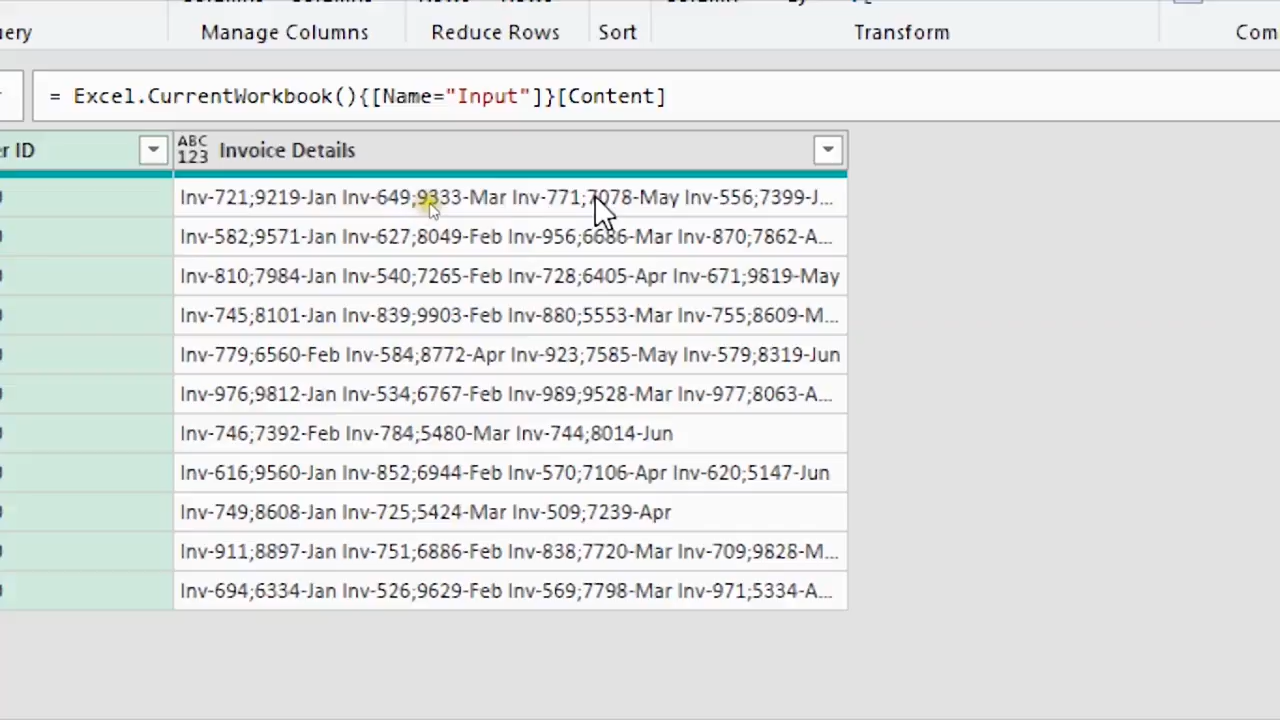 Manage Columns Reduce Rows Sort Transform
= Excel.CurrentWorkbook(){[Name="Input"]}[Content]
ID ABC 123 Invoice Details
Inv-721;9219-Jan Inv-649;9333-Mar Inv-771;7078-May Inv-556;7399-J...
Inv-582;9571-Jan Inv-627;8049-Feb Inv-956;6686-Mar Inv-870;7862-A...
Inv-810;7984-Jan Inv-540;7265-Feb Inv-728;6405-Apr Inv-671;9819-May
Inv-745;8101-Jan Inv-839;9903-Feb Inv-880;5553-Mar Inv-755;8609-M...
Inv-779;6560-Feb Inv-584;8772-Apr Inv-923;7585-May Inv-579;8319-Jun
Inv-976;9812-Jan Inv-534;6767-Feb Inv-989;9528-Mar Inv-977;8063-A...
Inv-746;7392-Feb Inv-784;5480-Mar Inv-744;8014-Jun
Inv-616;9560-Jan Inv-852;6944-Feb Inv-570;7106-Apr Inv-620;5147-Jun
Inv-749;8608-Jan Inv-725;5424-Mar Inv-509;7239-Apr
Inv-911;8897-Jan Inv-751;6886-Feb Inv-838;7720-Mar Inv-709;9828-M...
Inv-694;6334-Jan Inv-526;9629-Feb Inv-569;7798-Mar Inv-971;5334-A...